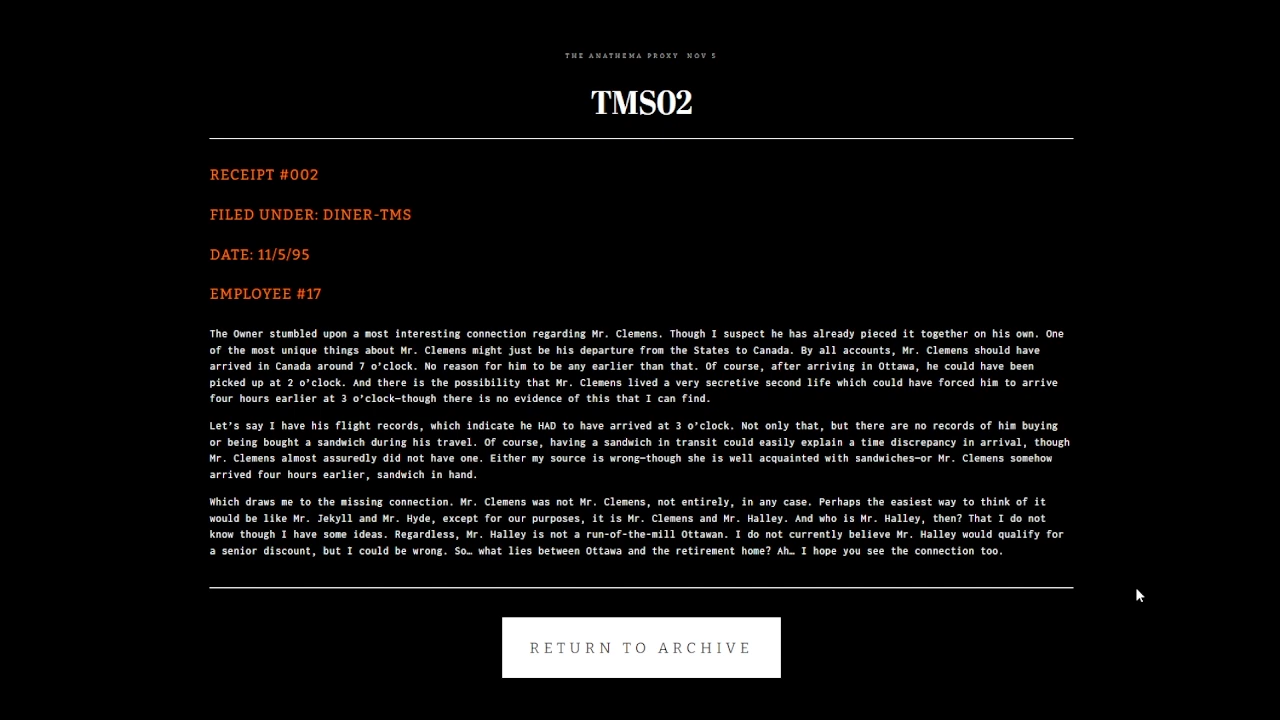 THE ANATHEMA PROXY NOV 5
TMS02
RECEIPT #002
FILED UNDER: DINER-TMS
DATE: 11/5/95
EMPLOYEE #17
The Owner stumbled upon a most interesting connection regarding Mr. Clemens. Though I suspect he has already pieced it together on his own. One
of the most unique things about Mr. Clemens might just be his departure from the States to Canada. By all accounts, Mr. Clemens should have
arrived in Canada around 7 o’clock. No reason for him to be any earlier than that. Of course, after arriving in Ottawa, he could have been
picked up at 2 o’clock. And there is the possibility that Mr. Clemens lived a very secretive second life which could have forced him to arrive
four hours earlier at 3 o’clock—though there is no evidence of this that I can find.
Let’s say I have his flight records, which indicate he HAD to have arrived at 3 o’clock. Not only that, but there are no records of him buying
or being bought a sandwich during his travel. Of course, having a sandwich in transit could easily explain a time discrepancy in arrival, though
Mr. Clemens almost assuredly did not have one. Either my source is wrong—though she is well acquainted with sandwiches—or Mr. Clemens somehow
arrived four hours earlier, sandwich in hand.
Which draws me to the missing connection. Mr. Clemens was not Mr. Clemens, not entirely, in any case. Perhaps the easiest way to think of it
would be like Mr. Jekyll and Mr. Hyde, except for our purposes, it is Mr. Clemens and Mr. Halley. And who is Mr. Halley, then? That I do not
know though I have some ideas. Regardless, Mr. Halley is not a run-of-the-mill Ottawan. I do not currently believe Mr. Halley would qualify for
a senior discount, but I could be wrong. So… what lies between Ottawa and the retirement home? Ah… I hope you see the connection too.
RETURN TO ARCHIVE